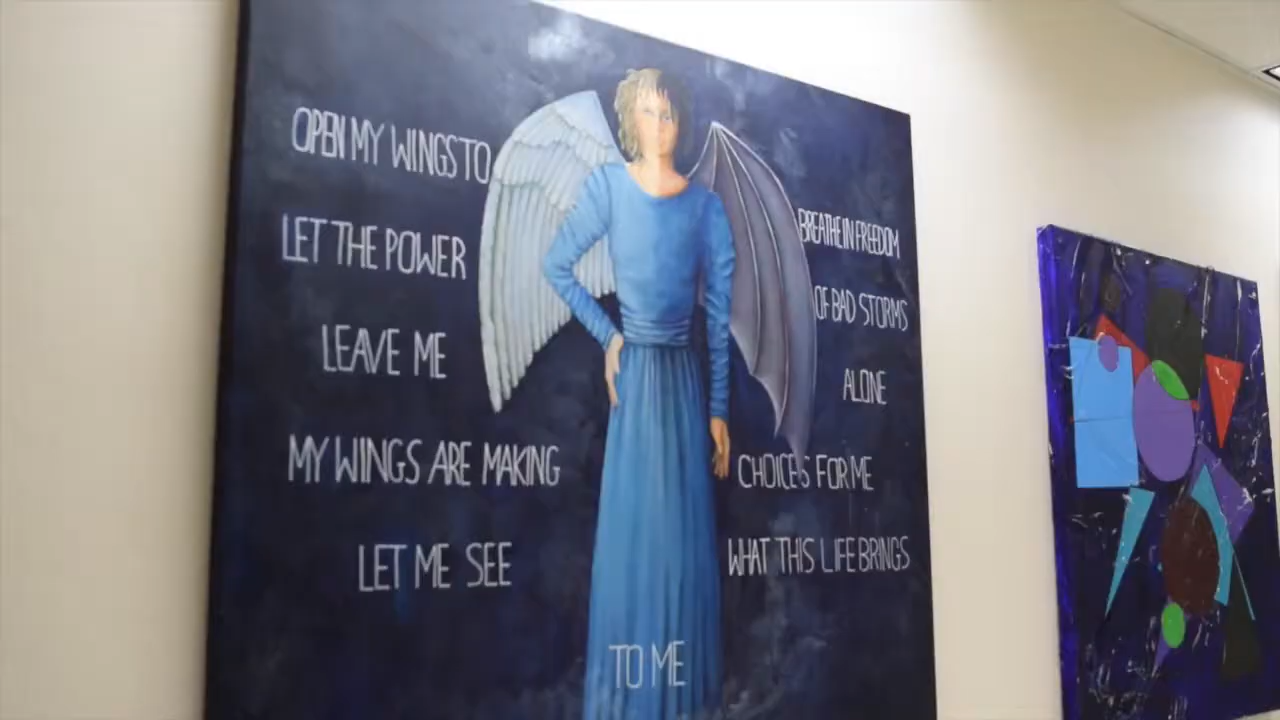 OPEN MY WINGS TO
BREATHE IN FREEDOM
LET THE POWER
OF BAD STORMS
LEAVE ME
ALONE
MY WINGS ARE MAKING
CHOICES FOR ME
LET ME SEE
WHAT THIS LIFE BRINGS
TO ME